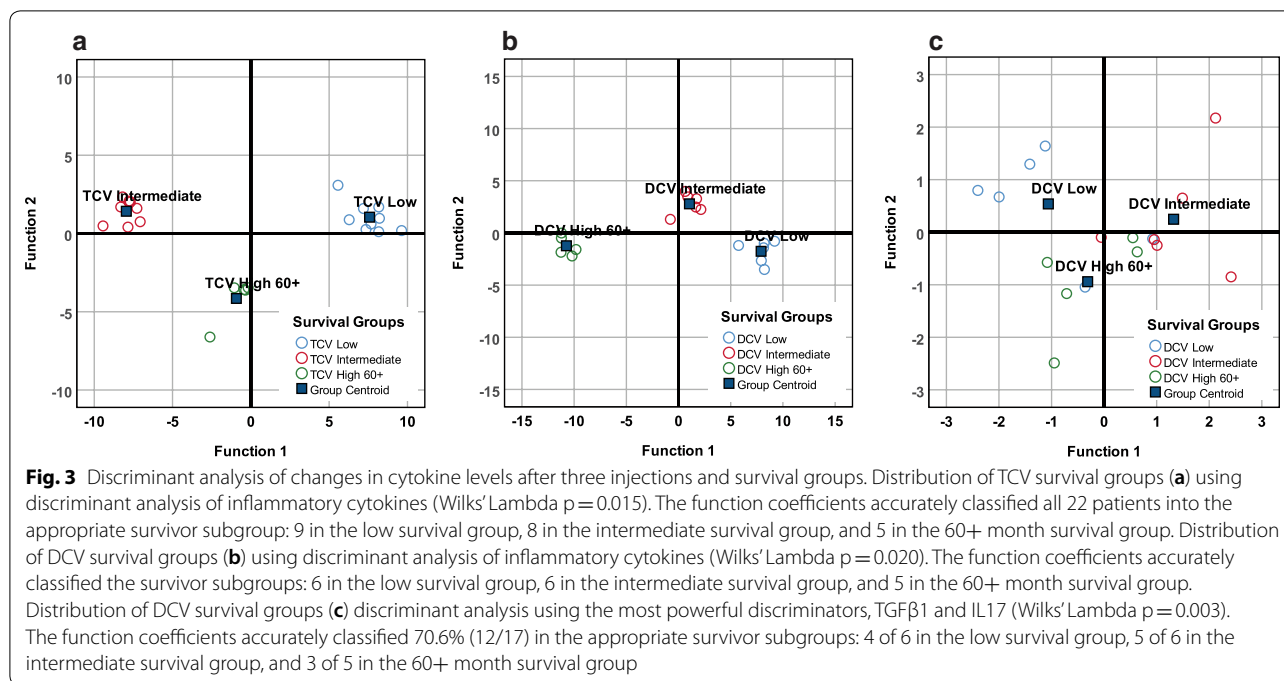 a
Function 2
10
5
0
-5
-10
TCV Intermediate
TCV Low
TCV High 60+
Survival Groups
TCV Low
TCV Intermediate
TCV High 60+
Group Centroid
-10 -5 0 5 10
Function 1
b
Function 2
15
10
5
0
-5
-10
-15
DCV Intermediate
DCV High 60+
DCV Low
Survival Groups
DCV Low
DCV Intermediate
DCV High 60+
Group Centroid
-15 -10 -5 0 5 10 15
Function 1
c
Function 2
3
2
1
0
-1
-2
-3
DCV Low
DCV Intermediate
DCV High 60+
Survival Groups
DCV Low
DCV Intermediate
DCV High 60+
Group Centroid
-3 -2 -1 0 1 2 3
Function 1
Fig. 3 Discriminant analysis of changes in cytokine levels after three injections and survival groups. Distribution of TCV survival groups (a) using
discriminant analysis of inflammatory cytokines (Wilks’ Lambda p = 0.015). The function coefficients accurately classified all 22 patients into the
appropriate survivor subgroup: 9 in the low survival group, 8 in the intermediate survival group, and 5 in the 60+ month survival group. Distribution
of DCV survival groups (b) using discriminant analysis of inflammatory cytokines (Wilks’ Lambda p = 0.020). The function coefficients accurately
classified the survivor subgroups: 6 in the low survival group, 6 in the intermediate survival group, and 5 in the 60+ month survival group.
Distribution of DCV survival groups (c) discriminant analysis using the most powerful discriminators, TGFβ1 and IL17 (Wilks’ Lambda p = 0.003).
The function coefficients accurately classified 70.6% (12/17) in the appropriate survivor subgroups: 4 of 6 in the low survival group, 5 of 6 in the
intermediate survival group, and 3 of 5 in the 60+ month survival group